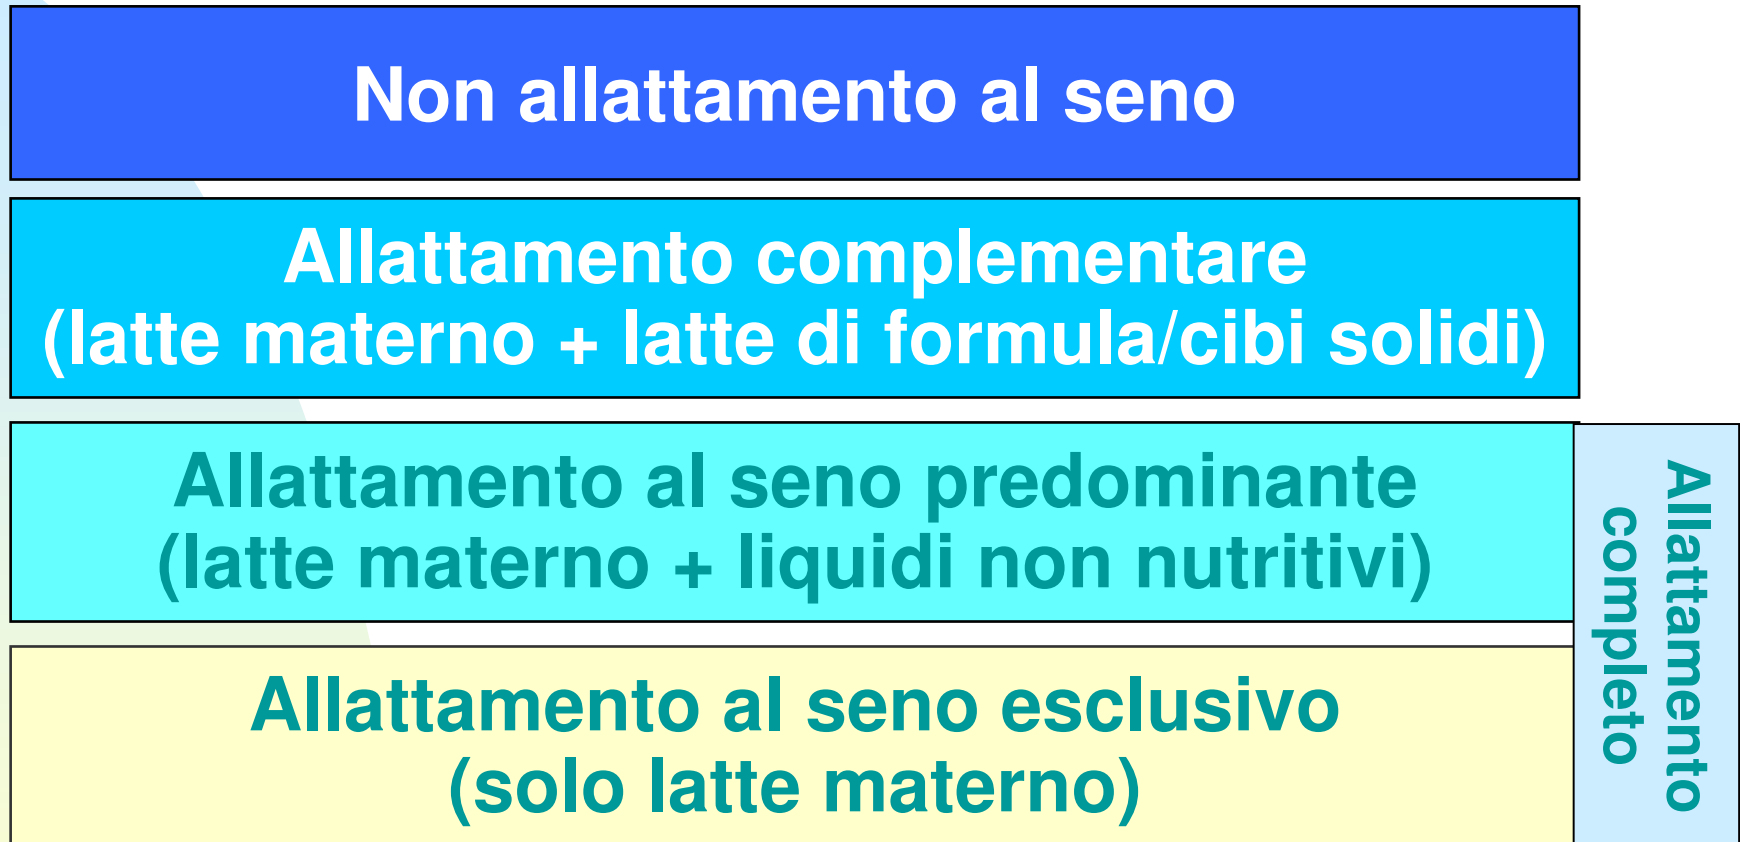 Non allattamento al seno
Allattamento complementare
(latte materno + latte di formula/cibi solidi)
Allattamento al seno predominante
(latte materno + liquidi non nutritivi)
Allattamento al seno esclusivo
(solo latte materno)
Allattamento
completo